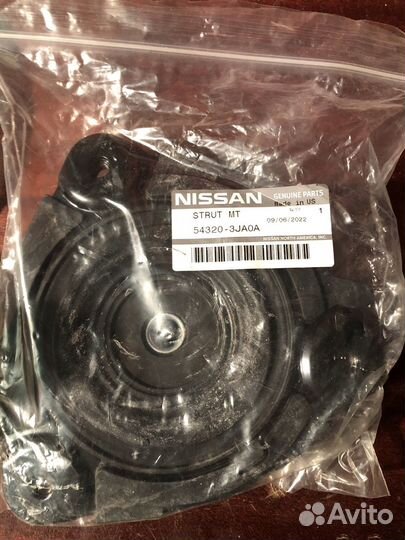 NISSAN GENUINE PARTS
Made in US
STRUT MT 1
09/06/2022
54320-3JA0A
NISSAN NORTH AMERICA, INC.
Avito